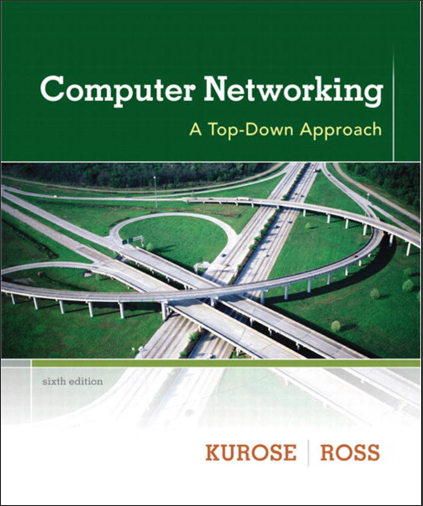 Computer Networking
A Top-Down Approach
sixth edition
KUROSE | ROSS